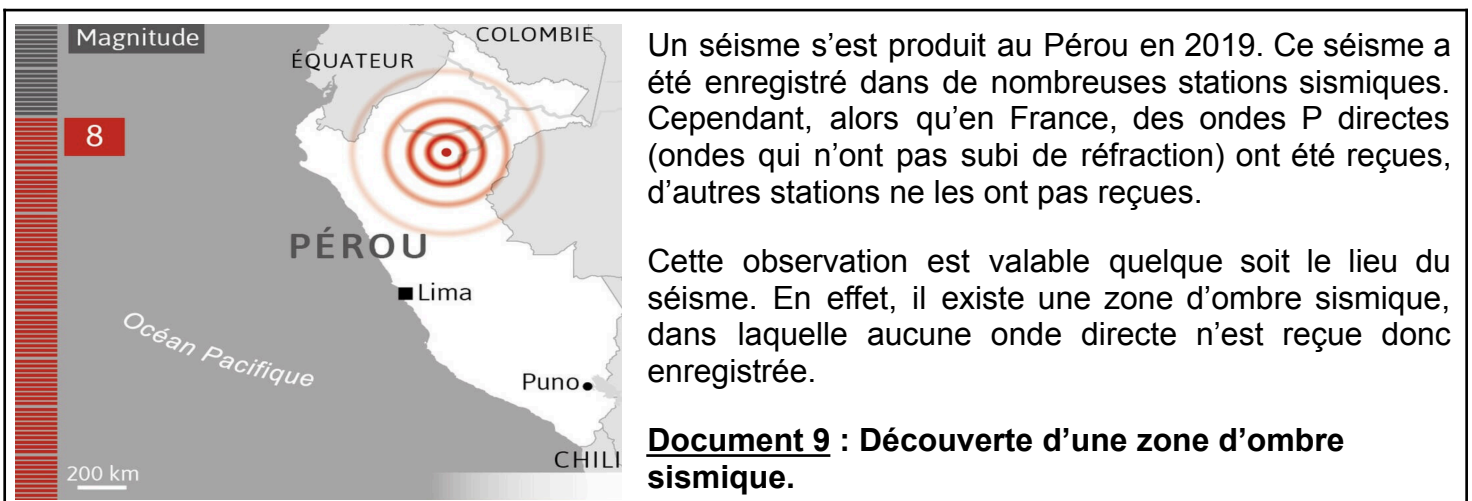 Magnitude
8
ÉQUATEUR
COLOMBIE
PÉROU
Lima
Océan Pacifique
Puno
CHILI
200 km
Un séisme s’est produit au Pérou en 2019. Ce séisme a
été enregistré dans de nombreuses stations sismiques.
Cependant, alors qu’en France, des ondes P directes
(ondes qui n’ont pas subi de réfraction) ont été reçues,
d’autres stations ne les ont pas reçues.
Cette observation est valable quelque soit le lieu du
séisme. En effet, il existe une zone d’ombre sismique,
dans laquelle aucune onde directe n’est reçue donc
enregistrée.
Document 9 : Découverte d’une zone d’ombre
sismique.